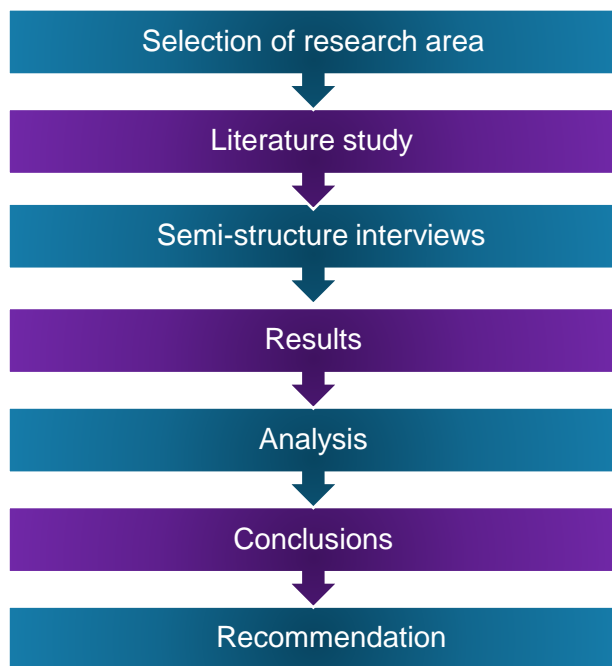 Selection of research area
Literature study
Semi-structure interviews
Results
Analysis
Conclusions
Recommendation